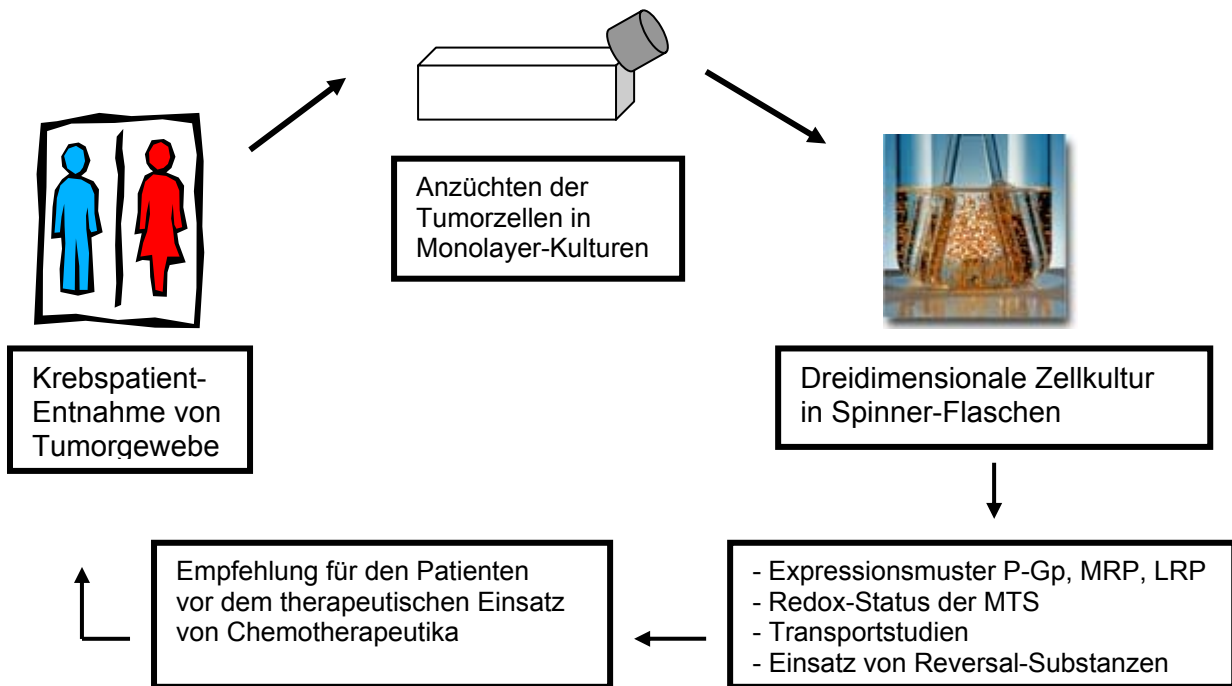 Krebspatient-
Entnahme von
Tumorgewebe
Anzüchten der
Tumorzellen in
Monolayer-Kulturen
Dreidimensionale Zellkultur
in Spinner-Flaschen
- Expressionsmuster P-Gp, MRP, LRP
- Redox-Status der MTS
- Transportstudien
- Einsatz von Reversal-Substanzen
Empfehlung für den Patienten
vor dem therapeutischen Einsatz
von Chemotherapeutika